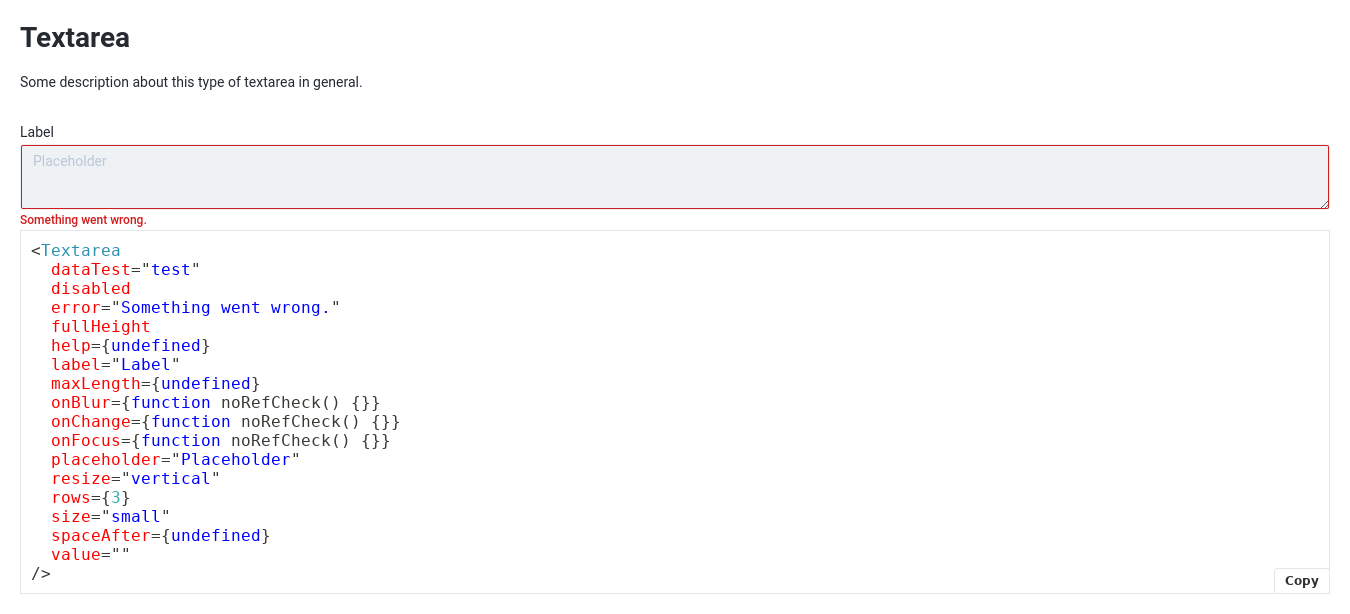 Textarea
Some description about this type of textarea in general.
Label
Placeholder
Something went wrong.
<Textarea
  dataTest="test"
  disabled
  error="Something went wrong."
  fullHeight
  help={undefined}
  label="Label"
  maxLength={undefined}
  onBlur={function noRefCheck() {}}
  onChange={function noRefCheck() {}}
  onFocus={function noRefCheck() {}}
  placeholder="Placeholder"
  resize="vertical"
  rows={3}
  size="small"
  spaceAfter={undefined}
  value=""
/>
Copy